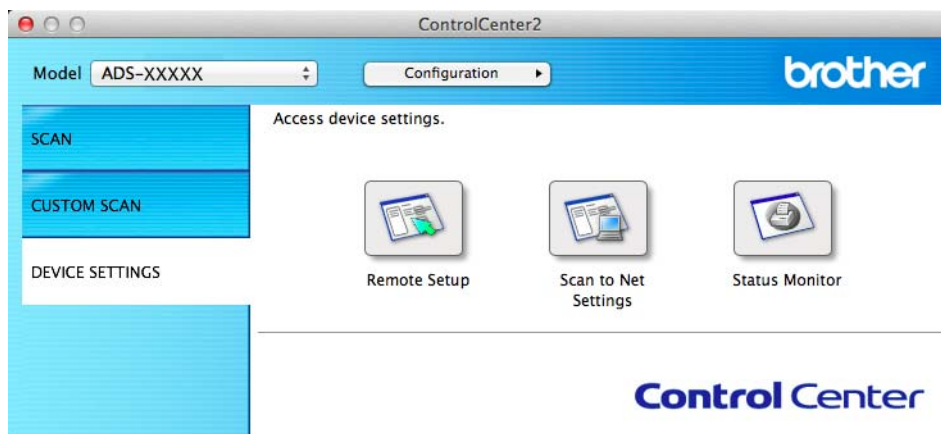 ControlCenter2
Model ADS-XXXXX Configuration brother
SCAN
CUSTOM SCAN
DEVICE SETTINGS
Access device settings.
Remote Setup
Scan to Net
Settings
Status Monitor
Control Center